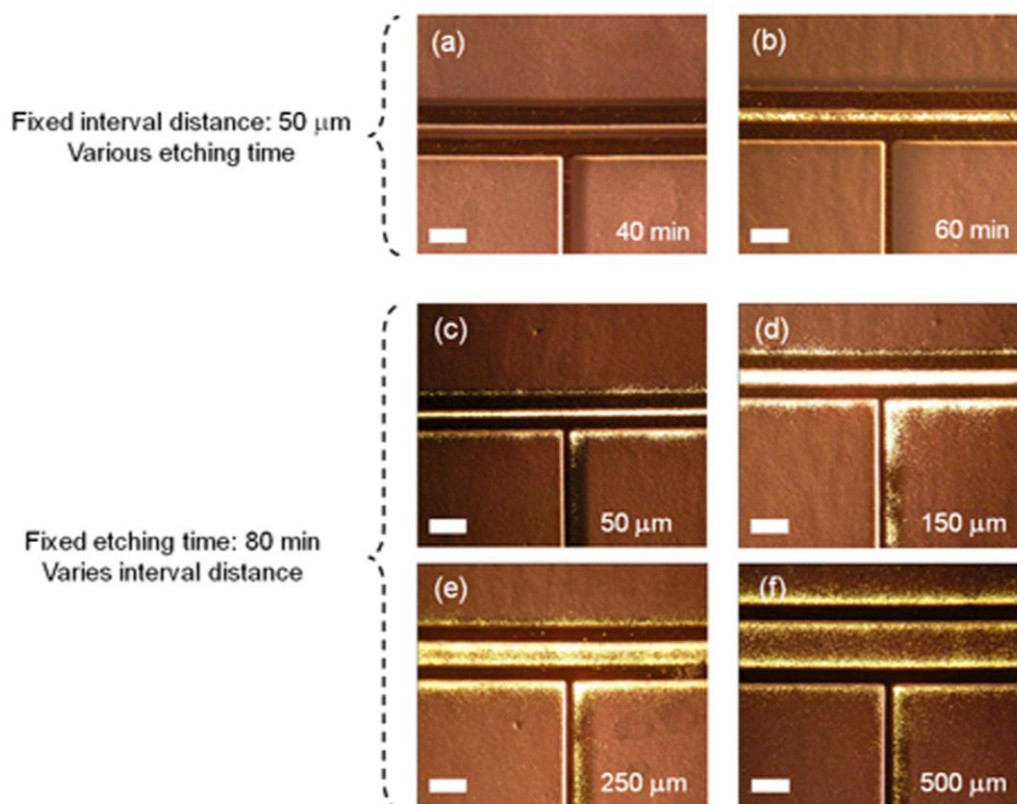 Fixed interval distance: 50 μm
Various etching time
(a)
40 min
(b)
60 min
Fixed etching time: 80 min
Varies interval distance
(c)
50 μm
(d)
150 μm
(e)
250 μm
(f)
500 μm